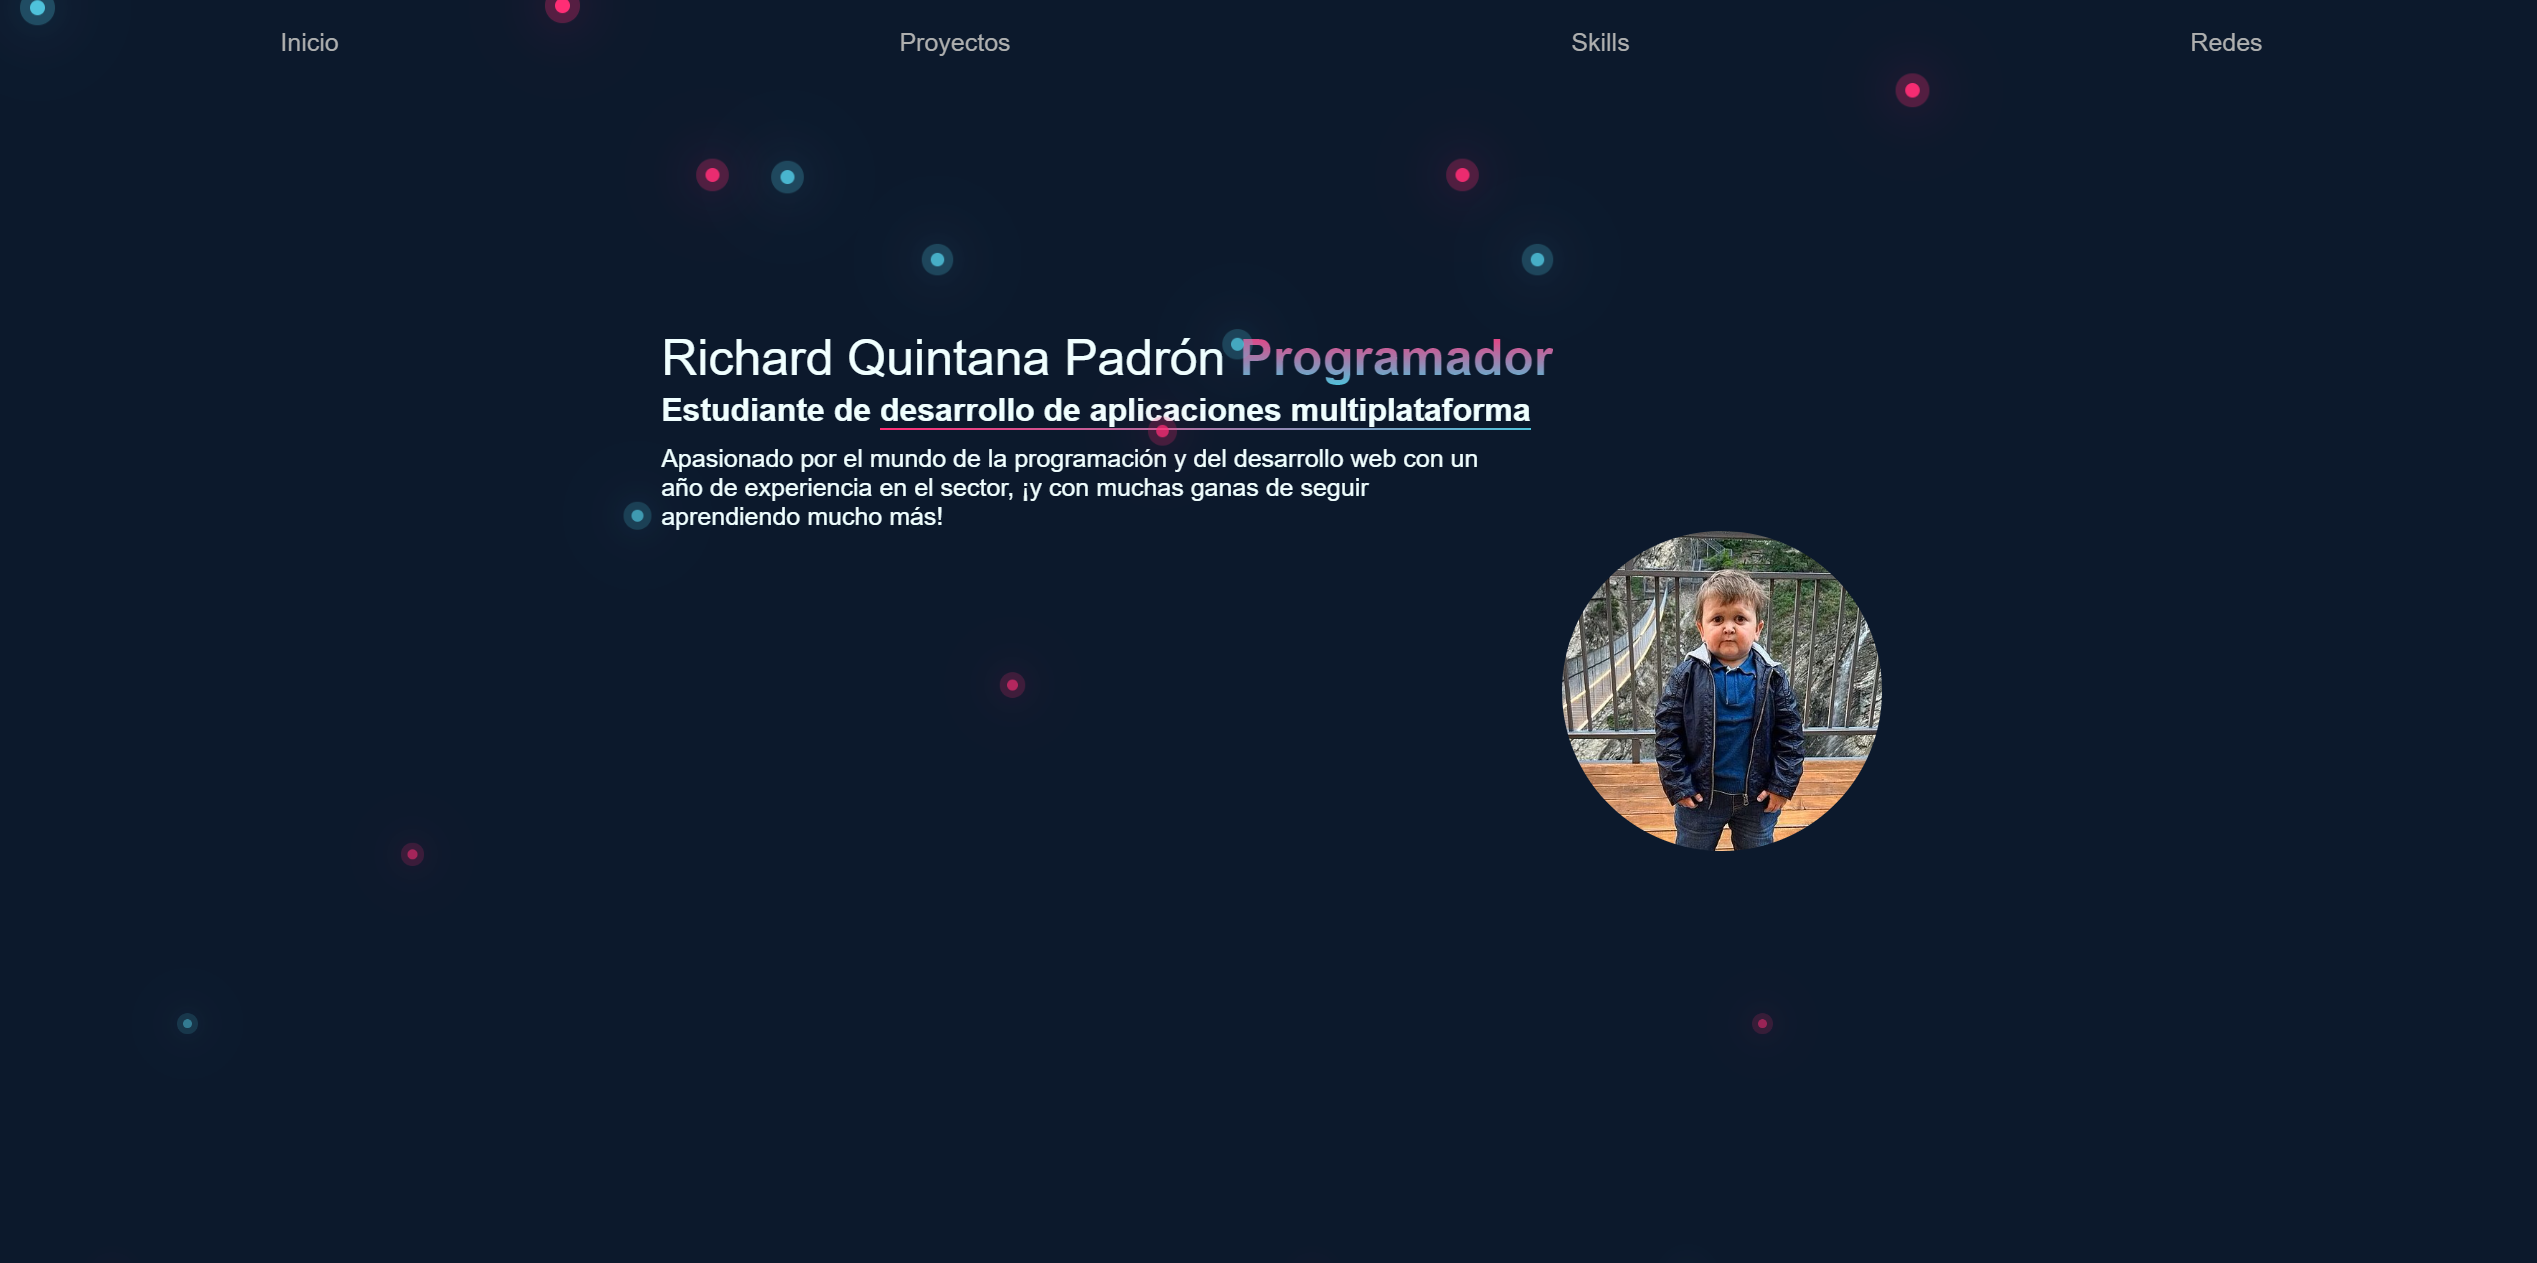 Inicio
Proyectos
Skills
Redes
Richard Quintana Padrón Programador
Estudiante de desarrollo de aplicaciones multiplataforma
Apasionado por el mundo de la programación y del desarrollo web con un
año de experiencia en el sector, ¡y con muchas ganas de seguir
aprendiendo mucho más!